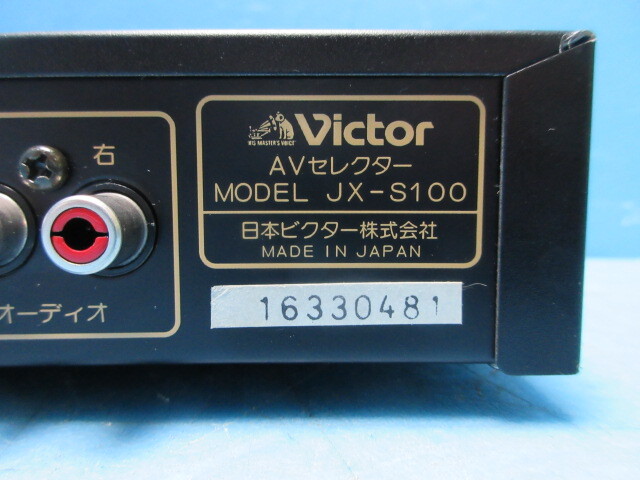 右
オーディオ
HIS MASTER'S VOICE
Victor
AVセレクター
MODEL JX-S100
日本ビクター株式会社
MADE IN JAPAN
16330481